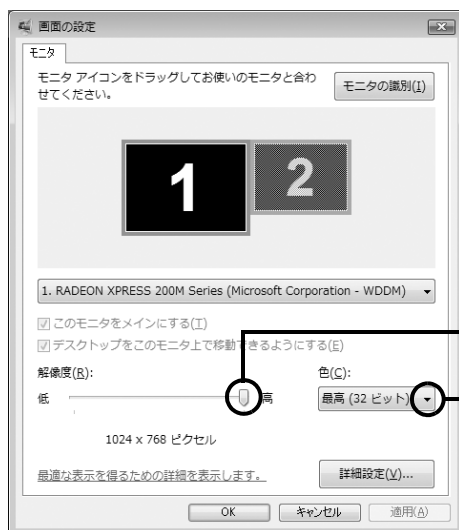 画面の設定
モニタ
モニタ アイコンをドラッグしてお使いのモニタと合わ
せてください。
モニタの識別(I)
1
2
1. RADEON XPRESS 200M Series (Microsoft Corporation - WDDM)
このモニタをメインにする(T)
デスクトップをこのモニタ上で移動できるようにする(E)
解像度(R):
色(C):
低
高
最高 (32 ビット)
1024 x 768 ピクセル
最適な表示を得るための詳細を表示します。
詳細設定(V)...
OK
キャンセル
適用(A)